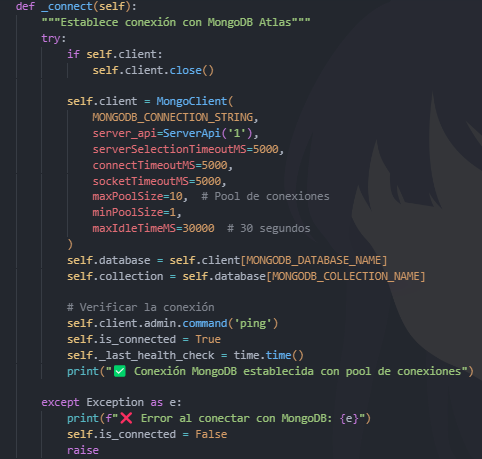 def _connect(self):
    """Establece conexión con MongoDB Atlas"""
    try:
        if self.client:
            self.client.close()

        self.client = MongoClient(
            MONGODB_CONNECTION_STRING,
            server_api=ServerApi('1'),
            serverSelectionTimeoutMS=5000,
            connectTimeoutMS=5000,
            socketTimeoutMS=5000,
            maxPoolSize=10,  # Pool de conexiones
            minPoolSize=1,
            maxIdleTimeMS=30000  # 30 segundos
        )
        self.database = self.client[MONGODB_DATABASE_NAME]
        self.collection = self.database[MONGODB_COLLECTION_NAME]

        # Verificar la conexión
        self.client.admin.command('ping')
        self.is_connected = True
        self._last_health_check = time.time()
        print("✅ Conexión MongoDB establecida con pool de conexiones")

    except Exception as e:
        print(f"❌ Error al conectar con MongoDB: {e}")
        self.is_connected = False
        raise